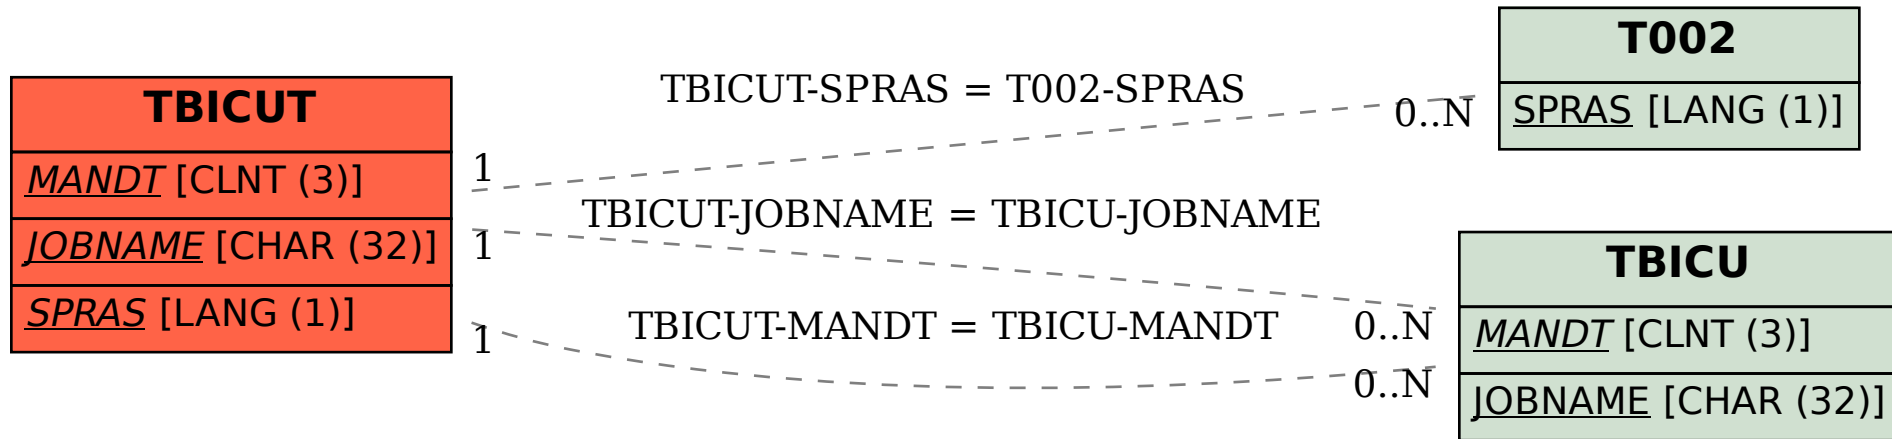 TBICUT
MANDT [CLNT (3)]
JOBNAME [CHAR (32)]
SPRAS [LANG (1)]
TBICUT-SPRAS = T002-SPRAS
1
0..N
TBICUT-JOBNAME = TBICU-JOBNAME
1
0..N
TBICUT-MANDT = TBICU-MANDT
1
0..N
T002
SPRAS [LANG (1)]
TBICU
MANDT [CLNT (3)]
JOBNAME [CHAR (32)]